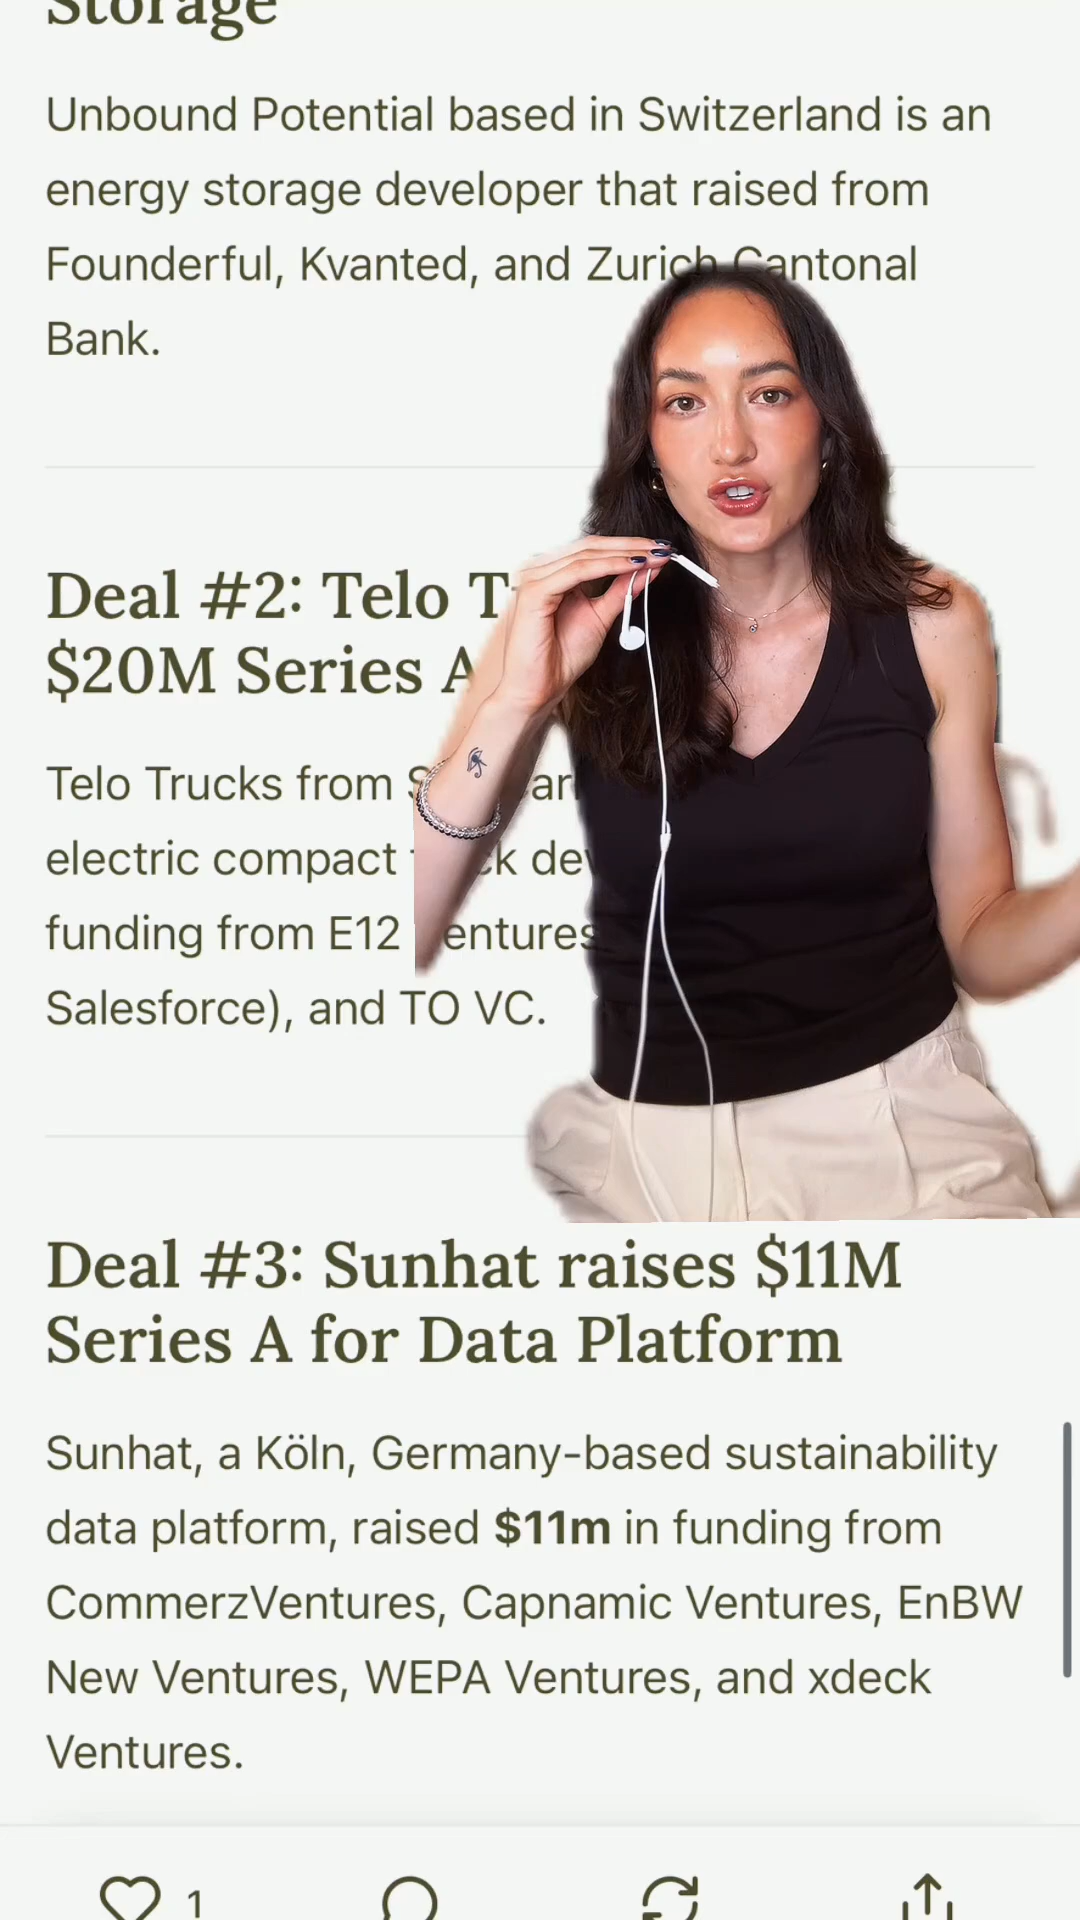 Storage
Unbound Potential based in Switzerland is an
energy storage developer that raised from
Founderful, Kvanted, and Zurich Cantonal
Bank.
Deal #2: Telo
$20M Series A
Telo Trucks from
electric compact
funding from E12 Ventures
Salesforce), and TO VC.
Deal #3: Sunhat raises $11M
Series A for Data Platform
Sunhat, a Köln, Germany-based sustainability
data platform, raised $11m in funding from
CommerzVentures, Capnamic Ventures, EnBW
New Ventures, WEPA Ventures, and xdeck
Ventures.
1